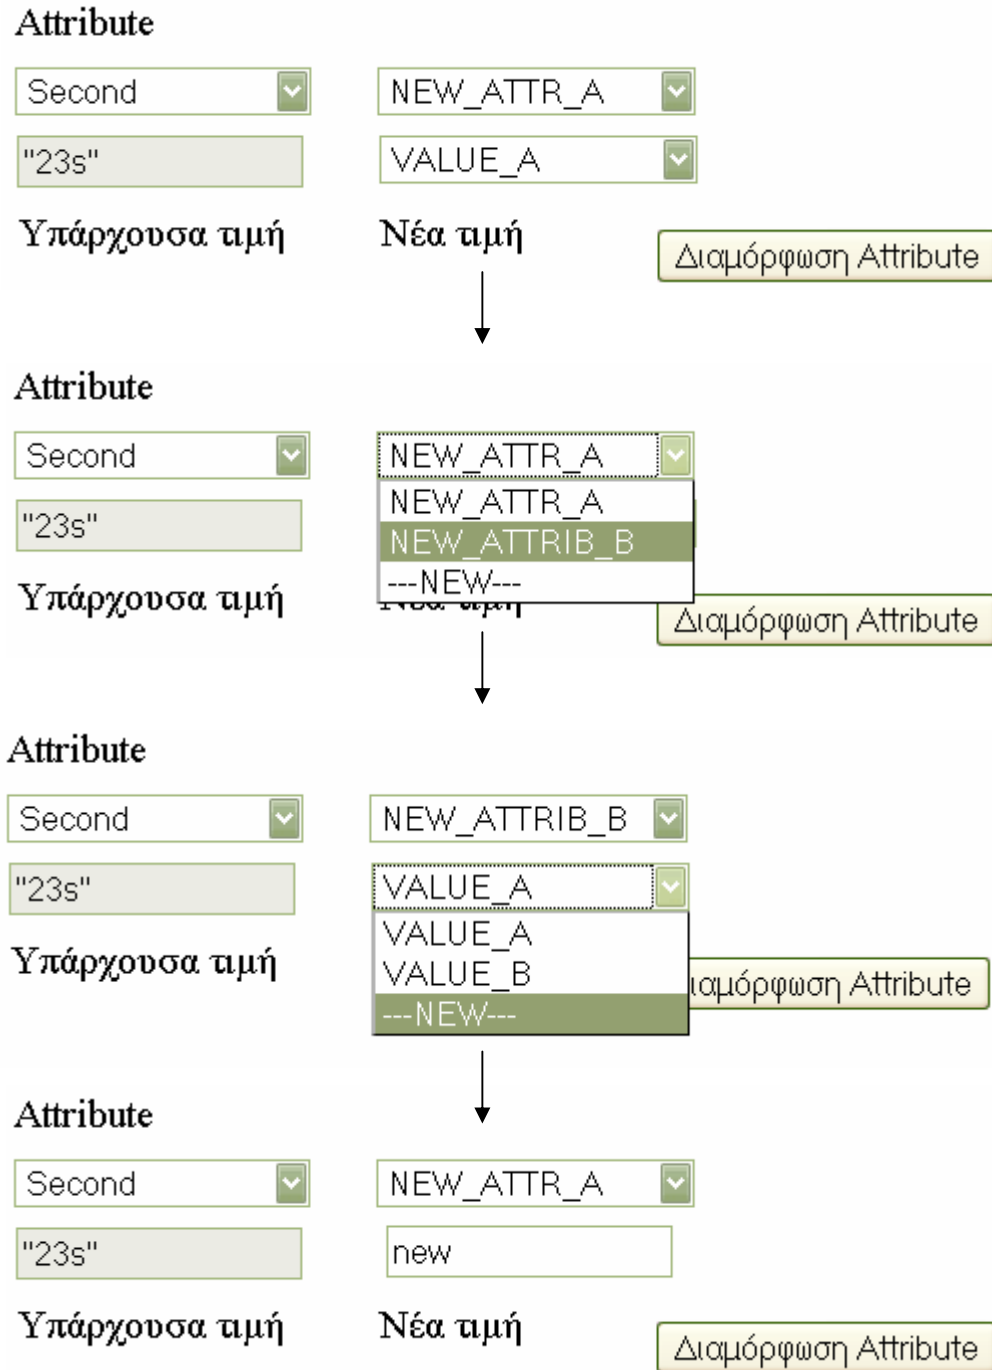 Attribute
Second NEW_ATTR_A
"23s" VALUE_A
Υπάρχουσα τιμή Νέα τιμή
Διαμόρφωση Attribute
Attribute
Second NEW_ATTR_A
NEW_ATTR_A
"23s" NEW_ATTRIB_B
---NEW---
Υπάρχουσα τιμή Νέα τιμή
Διαμόρφωση Attribute
Attribute
Second NEW_ATTRIB_B
"23s" VALUE_A
VALUE_A
Υπάρχουσα τιμή VALUE_B
ιαμόρφωση Attribute
---NEW---
Attribute
Second NEW_ATTR_A
"23s" new
Υπάρχουσα τιμή Νέα τιμή
Διαμόρφωση Attribute